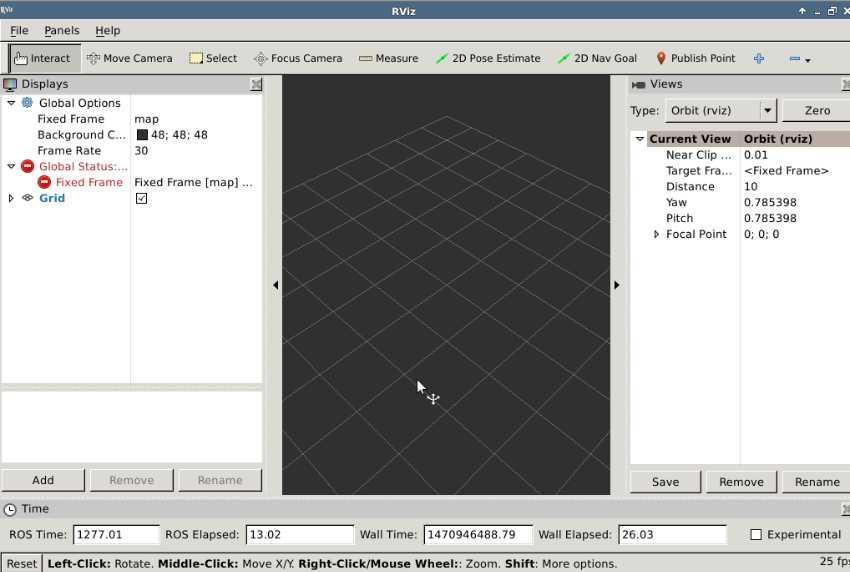 RViz
File Panels Help
Interact Move Camera Select Focus Camera Measure 2D Pose Estimate 2D Nav Goal Publish Point
Displays
Global Options
Fixed Frame map
Background C... 48; 48; 48
Frame Rate 30
Global Status:...
Fixed Frame Fixed Frame [map] ...
Grid
Add Remove Rename
Views
Type: Orbit (rviz) Zero
Current View Orbit (rviz)
Near Clip ... 0.01
Target Fra... <Fixed Frame>
Distance 10
Yaw 0.785398
Pitch 0.785398
Focal Point 0; 0; 0
Save Remove Rename
Time
ROS Time: 1277.01 ROS Elapsed: 13.02 Wall Time: 1470946488.79 Wall Elapsed: 26.03 Experimental
Reset Left-Click: Rotate. Middle-Click: Move X/Y. Right-Click/Mouse Wheel:: Zoom. Shift: More options. 25 fps